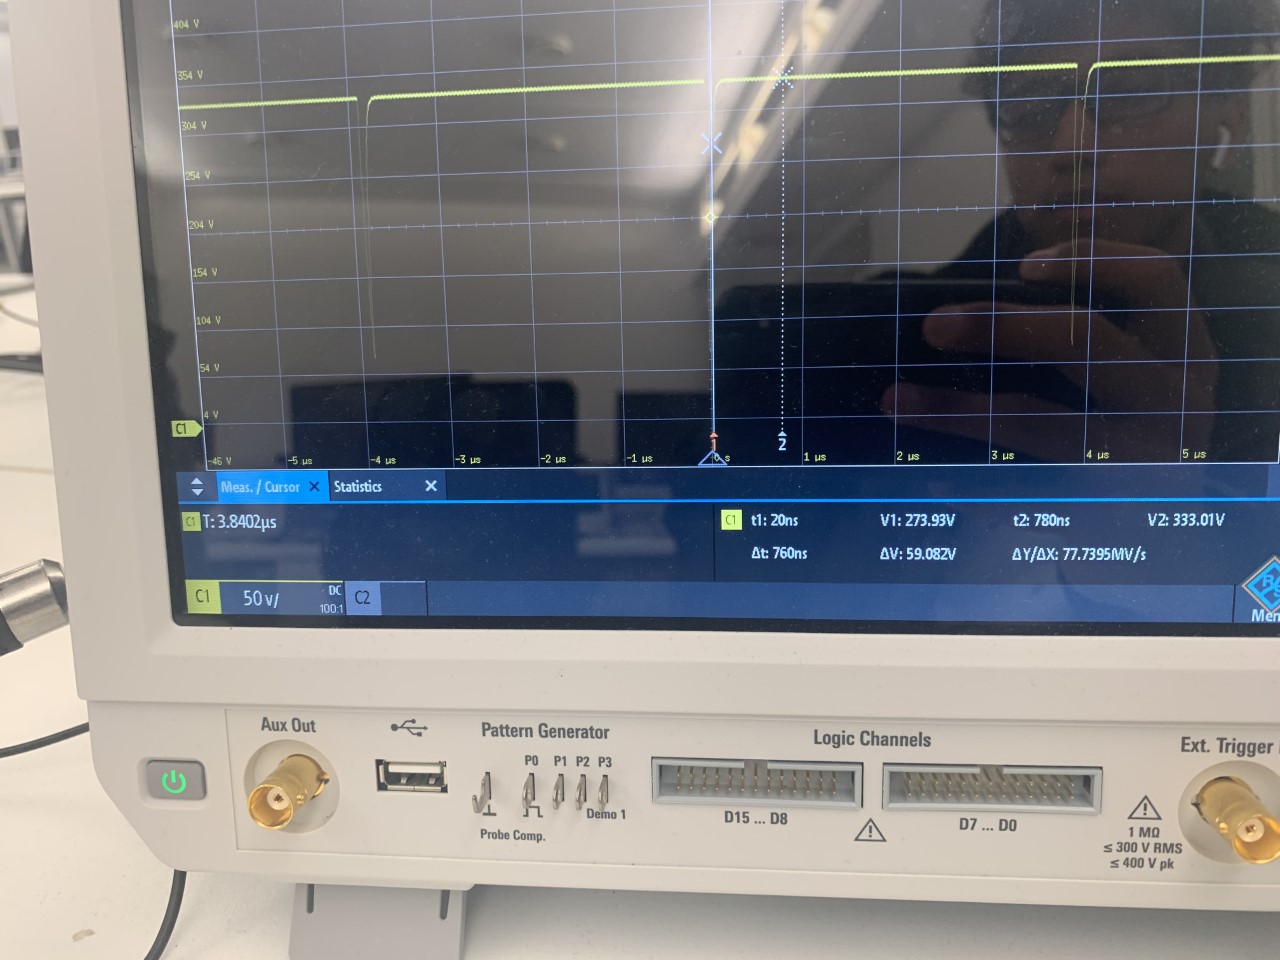 404 V
354 V
304 V
254 V
204 V
154 V
104 V
54 V
4 V
C1
-46 V -5 µs -4 µs -3 µs -2 µs -1 µs 0 s 1 µs 2 µs 3 µs 4 µs 5 µs
1
2
Meas. / Cursor Statistics
C1 T: 3.8402µs
C1 t1: 20ns V1: 273.93V t2: 780ns V2: 333.01V
Δt: 760ns ΔV: 59.082V ΔY/ΔX: 77.7395MV/s
C1 50 V/ DC 100:1 C2
R&S
Aux Out
Pattern Generator
P0 P1 P2 P3
Demo 1
Probe Comp.
Logic Channels
D15 ... D8
D7 ... D0
Ext. Trigger
1 MΩ
≤ 300 V RMS
≤ 400 V pk